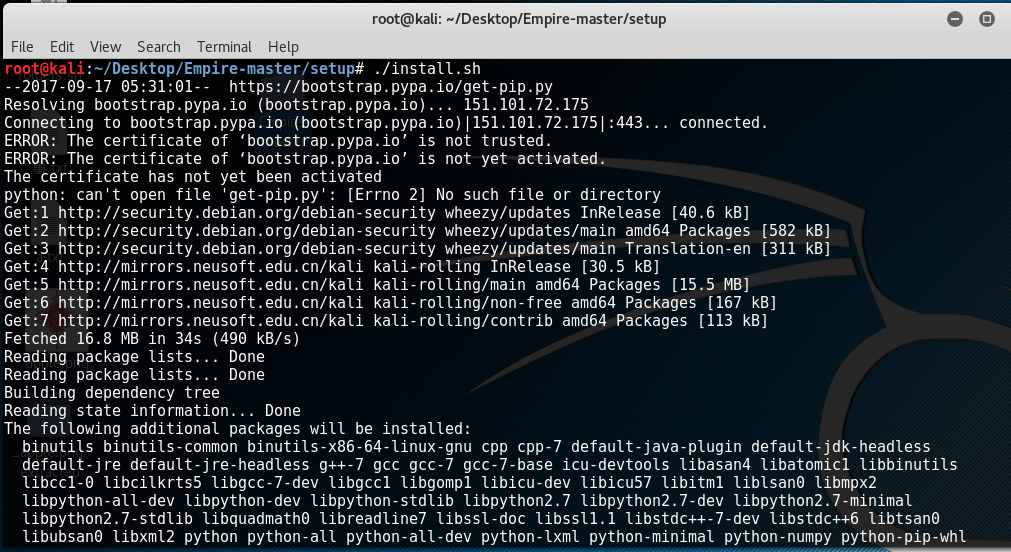 root@kali: ~/Desktop/Empire-master/setup
File Edit View Search Terminal Help
root@kali:~/Desktop/Empire-master/setup# ./install.sh
--2017-09-17 05:31:01--  https://bootstrap.pypa.io/get-pip.py
Resolving bootstrap.pypa.io (bootstrap.pypa.io)... 151.101.72.175
Connecting to bootstrap.pypa.io (bootstrap.pypa.io)|151.101.72.175|:443... connected.
ERROR: The certificate of ‘bootstrap.pypa.io’ is not trusted.
ERROR: The certificate of ‘bootstrap.pypa.io’ is not yet activated.
The certificate has not yet been activated
python: can't open file 'get-pip.py': [Errno 2] No such file or directory
Get:1 http://security.debian.org/debian-security wheezy/updates InRelease [40.6 kB]
Get:2 http://security.debian.org/debian-security wheezy/updates/main amd64 Packages [582 kB]
Get:3 http://security.debian.org/debian-security wheezy/updates/main Translation-en [311 kB]
Get:4 http://mirrors.neusoft.edu.cn/kali kali-rolling InRelease [30.5 kB]
Get:5 http://mirrors.neusoft.edu.cn/kali kali-rolling/main amd64 Packages [15.5 MB]
Get:6 http://mirrors.neusoft.edu.cn/kali kali-rolling/non-free amd64 Packages [167 kB]
Get:7 http://mirrors.neusoft.edu.cn/kali kali-rolling/contrib amd64 Packages [113 kB]
Fetched 16.8 MB in 34s (490 kB/s)
Reading package lists... Done
Reading package lists... Done
Building dependency tree
Reading state information... Done
The following additional packages will be installed:
  binutils binutils-common binutils-x86-64-linux-gnu cpp cpp-7 default-java-plugin default-jdk-headless
  default-jre default-jre-headless g++-7 gcc gcc-7 gcc-7-base icu-devtools libasan4 libatomic1 libbinutils
  libcc1-0 libcilkrts5 libgcc-7-dev libgcc1 libgomp1 libicu-dev libicu57 libitm1 liblsan0 libmpx2
  libpython-all-dev libpython-dev libpython-stdlib libpython2.7 libpython2.7-dev libpython2.7-minimal
  libpython2.7-stdlib libquadmath0 libreadline7 libssl-doc libssl1.1 libstdc++-7-dev libstdc++6 libtsan0
  libubsan0 libxml2 python python-all python-all-dev python-lxml python-minimal python-numpy python-pip-whl